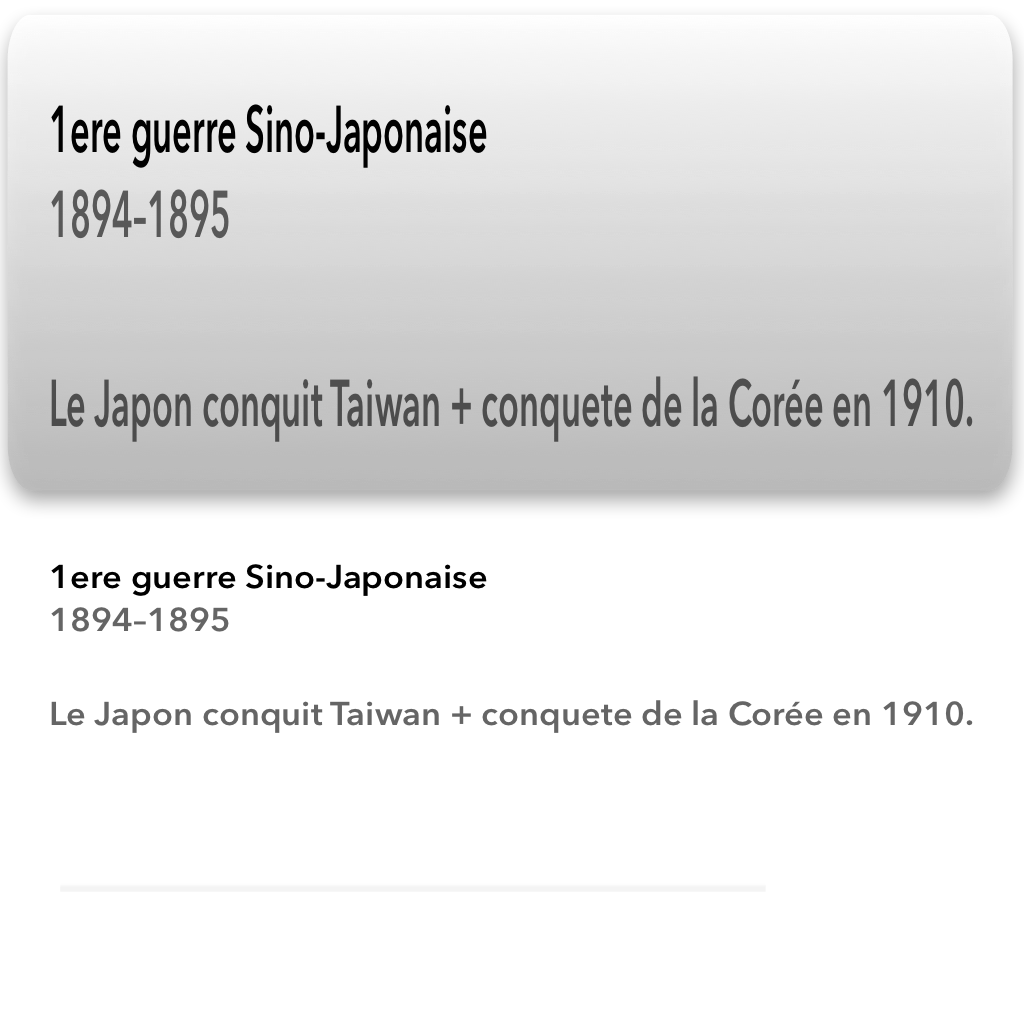 1ere guerre Sino-Japonaise
1894-1895
Le Japon conquit Taiwan + conquete de la Corée en 1910.
1ere guerre Sino-Japonaise
1894–1895
Le Japon conquit Taiwan + conquete de la Corée en 1910.